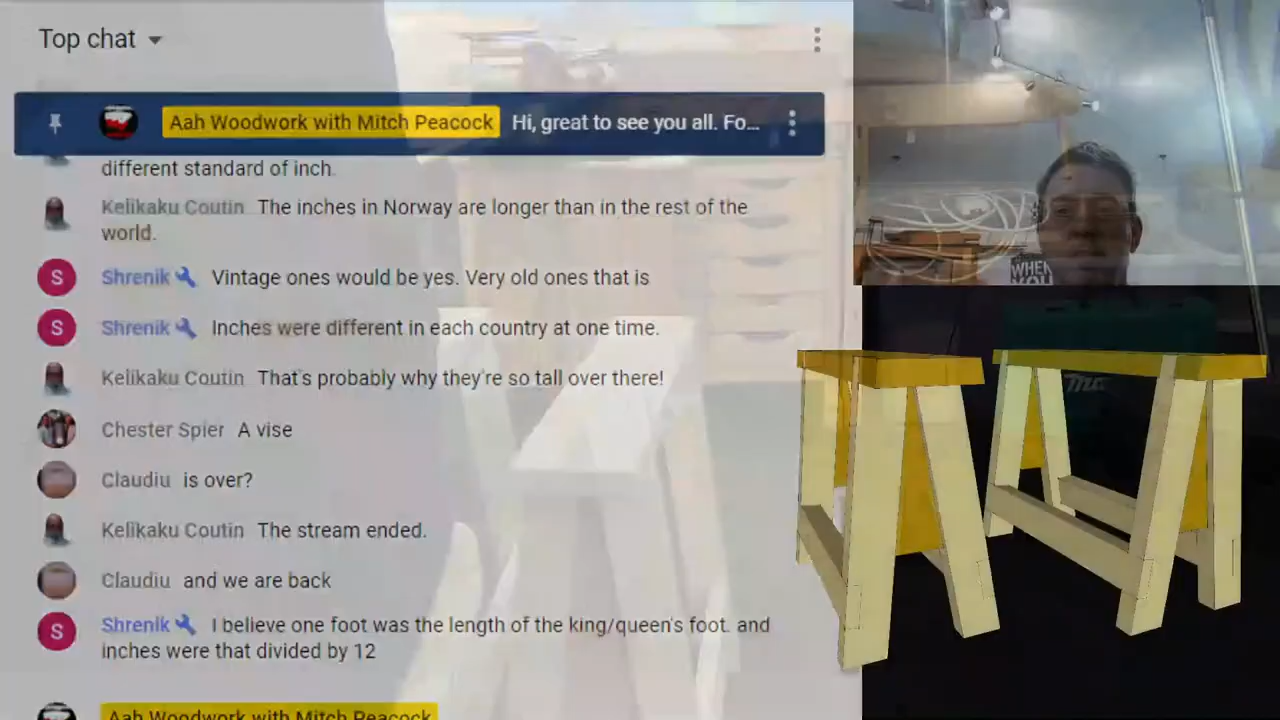 Top chat
Aah Woodwork with Mitch Peacock Hi, great to see you all. Fo...
different standard of inch.
Kelikaku Coutin The inches in Norway are longer than in the rest of the
world.
S Shrenik Vintage ones would be yes. Very old ones that is
S Shrenik Inches were different in each country at one time.
Kelikaku Coutin That's probably why they're so tall over there!
Chester Spier A vise
Claudiu is over?
Kelikaku Coutin The stream ended.
Claudiu and we are back
S Shrenik I believe one foot was the length of the king/queen's foot. and
inches were that divided by 12
Aah Woodwork with Mitch Peacock
WHEN
YOU